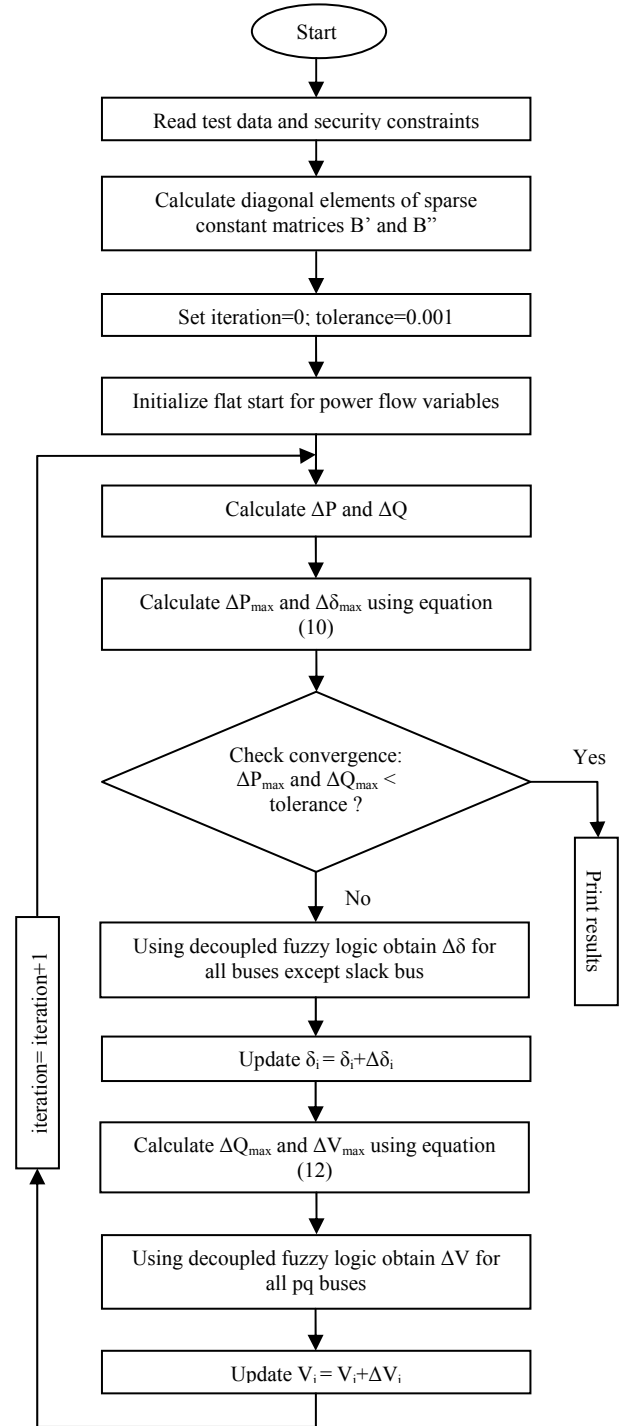 Start
Read test data and security constraints
Calculate diagonal elements of sparse
constant matrices B’ and B”
Set iteration=0; tolerance=0.001
Initialize flat start for power flow variables
Calculate ΔP and ΔQ
Calculate ΔPmax and Δδmax using equation
(10)
Check convergence:
ΔPmax and ΔQmax <
tolerance ?
Yes
Print results
No
Using decoupled fuzzy logic obtain Δδ for
all buses except slack bus
Update δi = δi+Δδi
Calculate ΔQmax and ΔVmax using equation
(12)
Using decoupled fuzzy logic obtain ΔV for
all pq buses
Update Vi = Vi+ΔVi
iteration= iteration+1